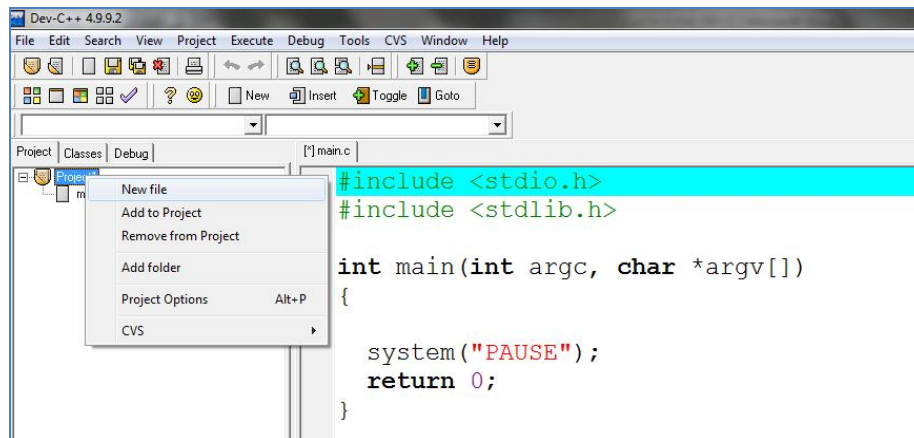 Dev-C++ 4.9.9.2
File Edit Search View Project Execute Debug Tools CVS Window Help
New Insert Toggle Goto
Project Classes Debug
[*] main.c
Project1
m
New file
Add to Project
Remove from Project
Add folder
Project Options Alt+P
CVS
#include <stdio.h>
#include <stdlib.h>
int main(int argc, char *argv[])
{
system("PAUSE");
return 0;
}